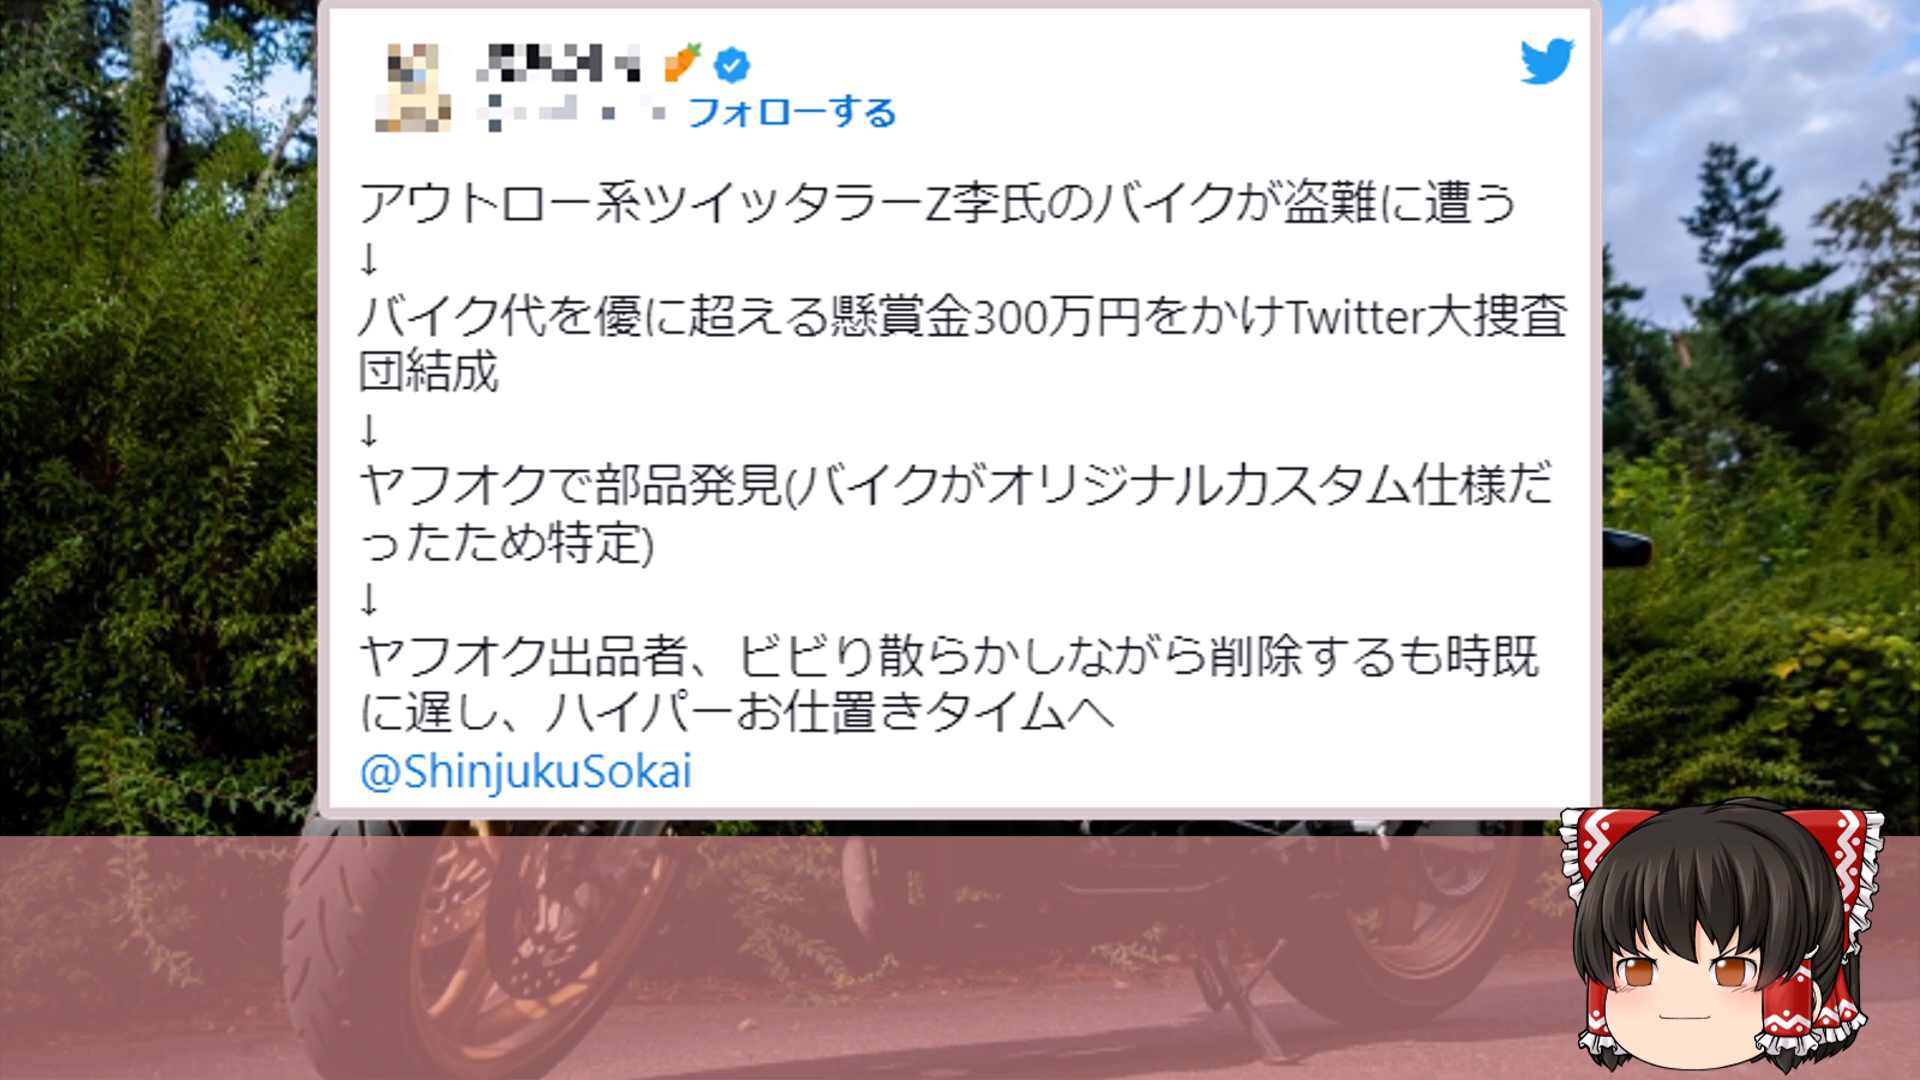 フォローする
アウトロー系ツイッタラーZ李氏のバイクが盗難に遭う
↓
バイク代を優に超える懸賞金300万円をかけTwitter大捜査
団結成
↓
ヤフオクで部品発見(バイクがオリジナルカスタム仕様だ
ったため特定)
↓
ヤフオク出品者、ビビり散らかしながら削除するも時既
に遅し、ハイパーお仕置きタイムへ
@ShinjukuSokai